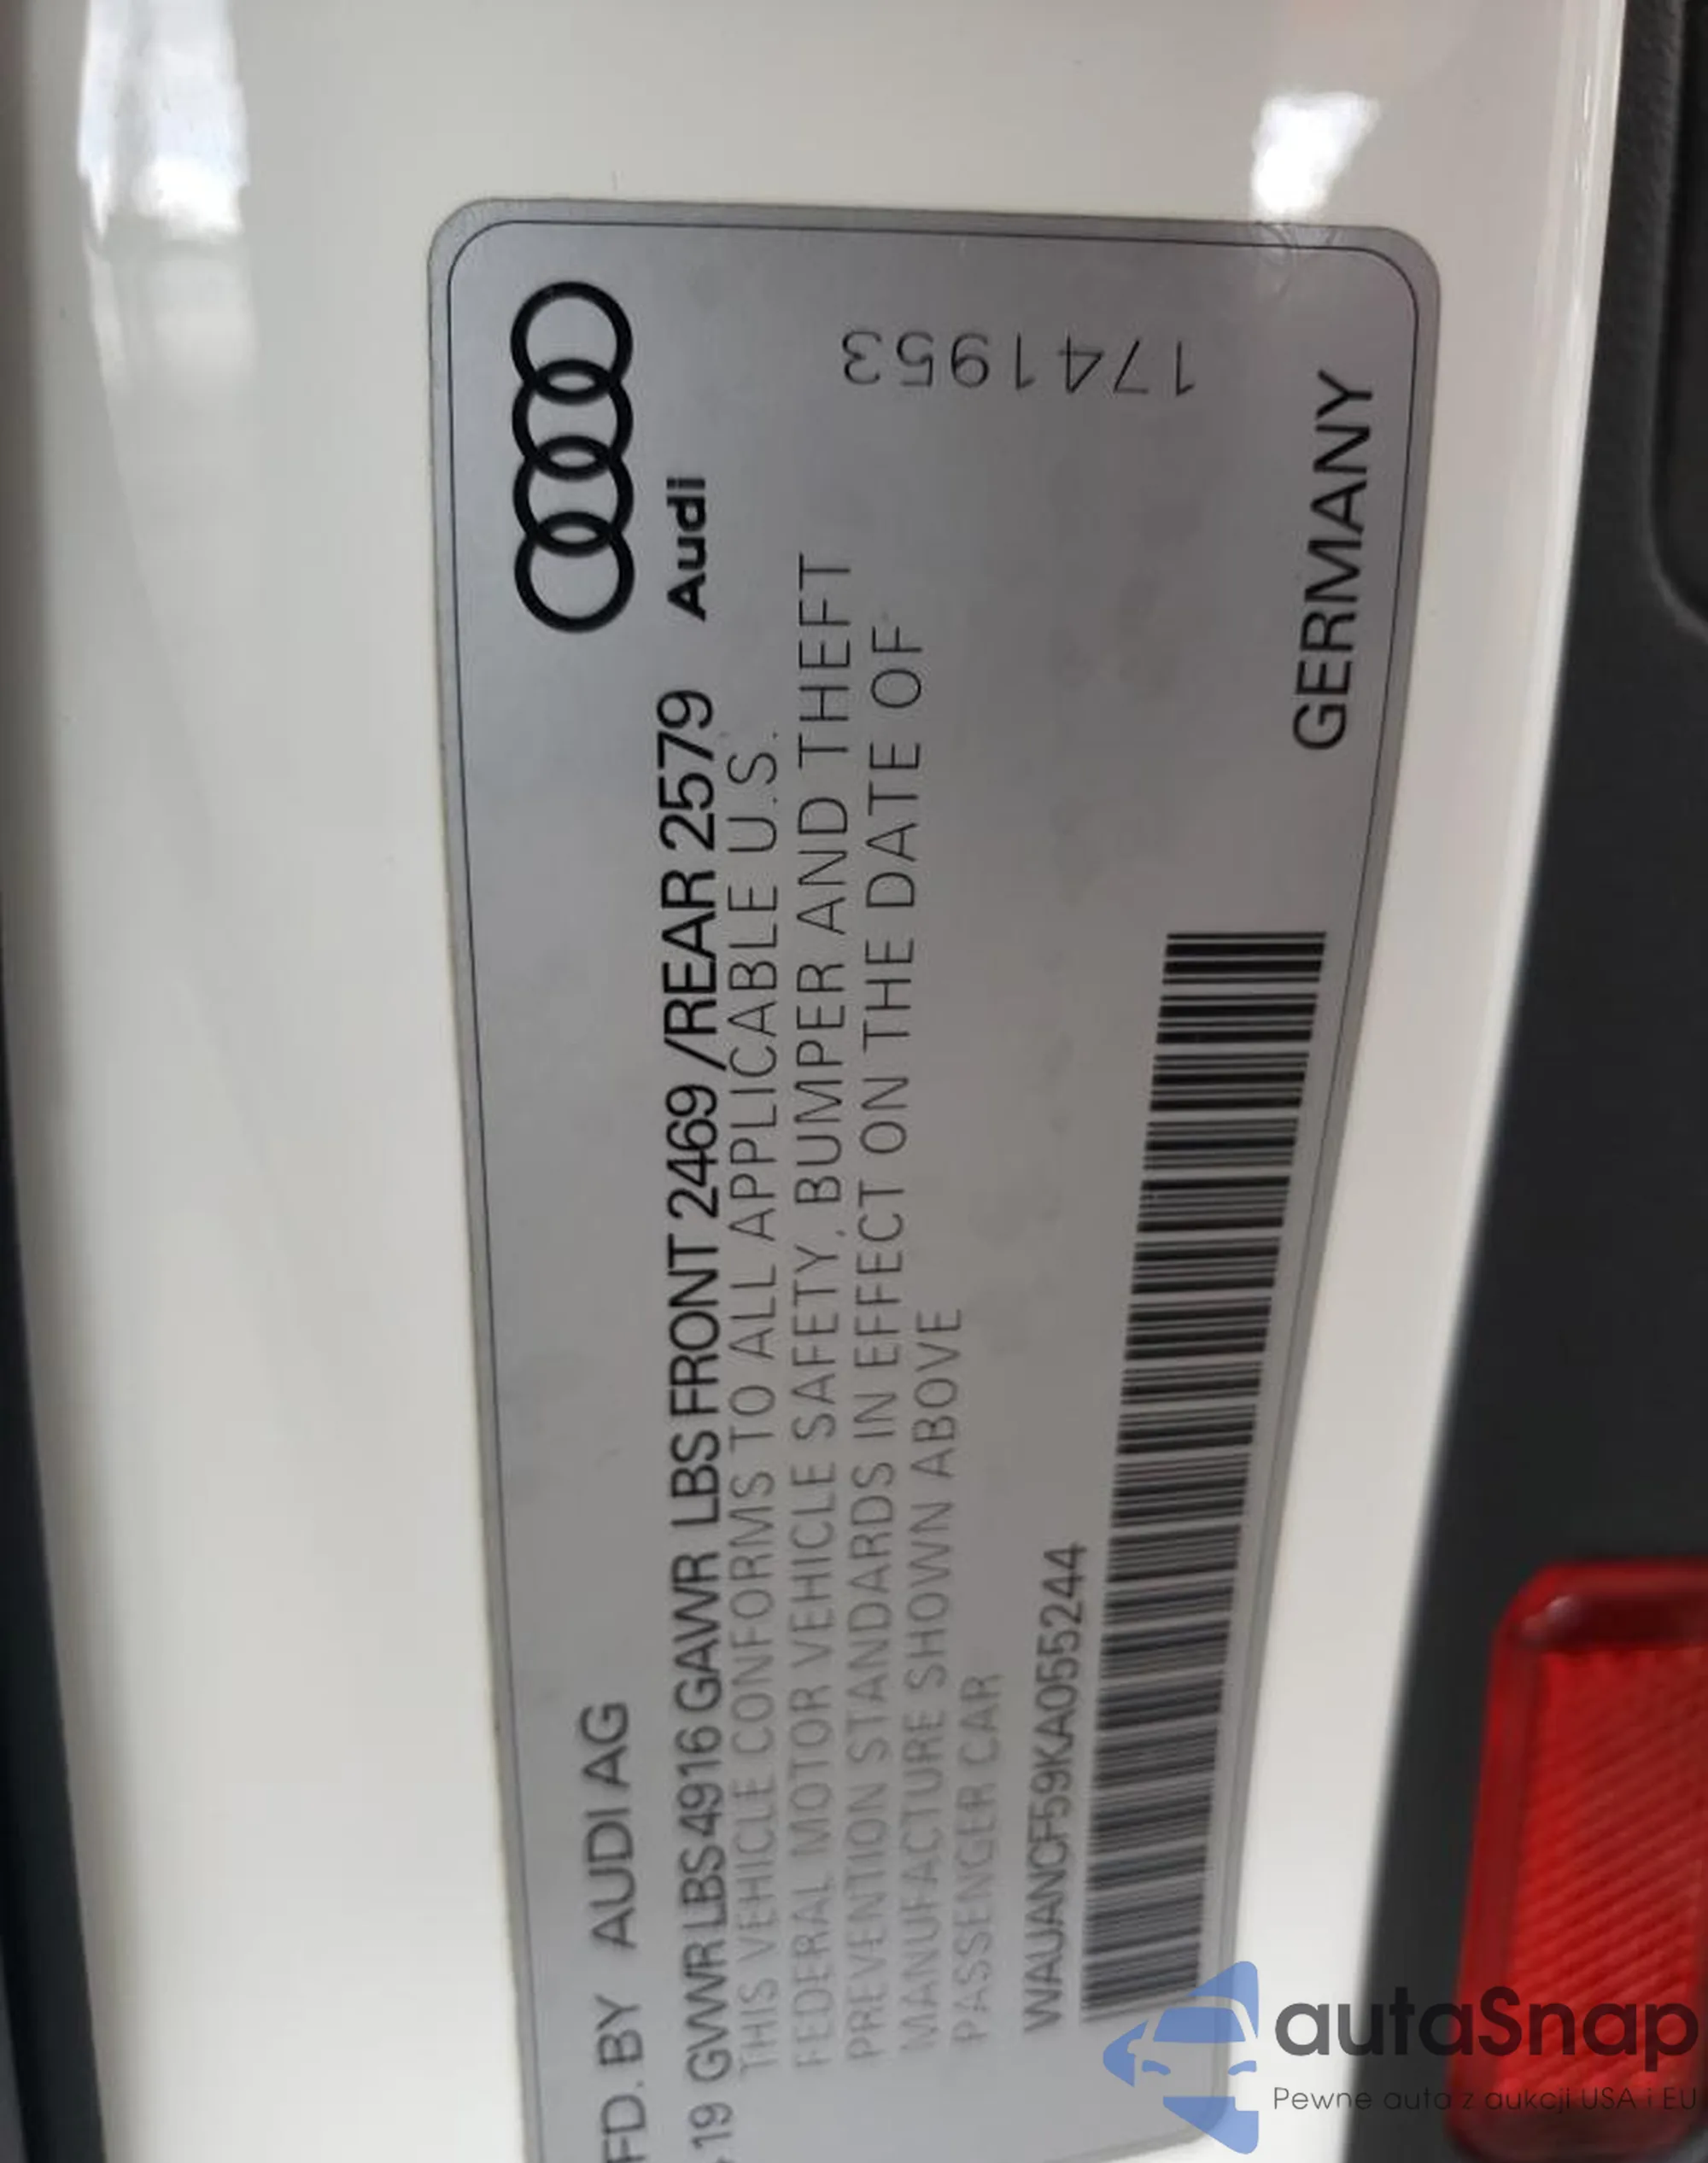 FD. BY AUDI AG
19 GVWR LBS 4916 GAWR LBS FRONT 2469 /REAR 2579
Audi
THIS VEHICLE CONFORMS TO ALL APPLICABLE U.S.
FEDERAL MOTOR VEHICLE SAFETY, BUMPER AND THEFT
PREVENTION STANDARDS IN EFFECT ON THE DATE OF
MANUFACTURE SHOWN ABOVE
PASSENGER CAR
1741953
WAUANCF59KA055244
GERMANY
autaSnap
Pewne auta z aukcji USA i EU